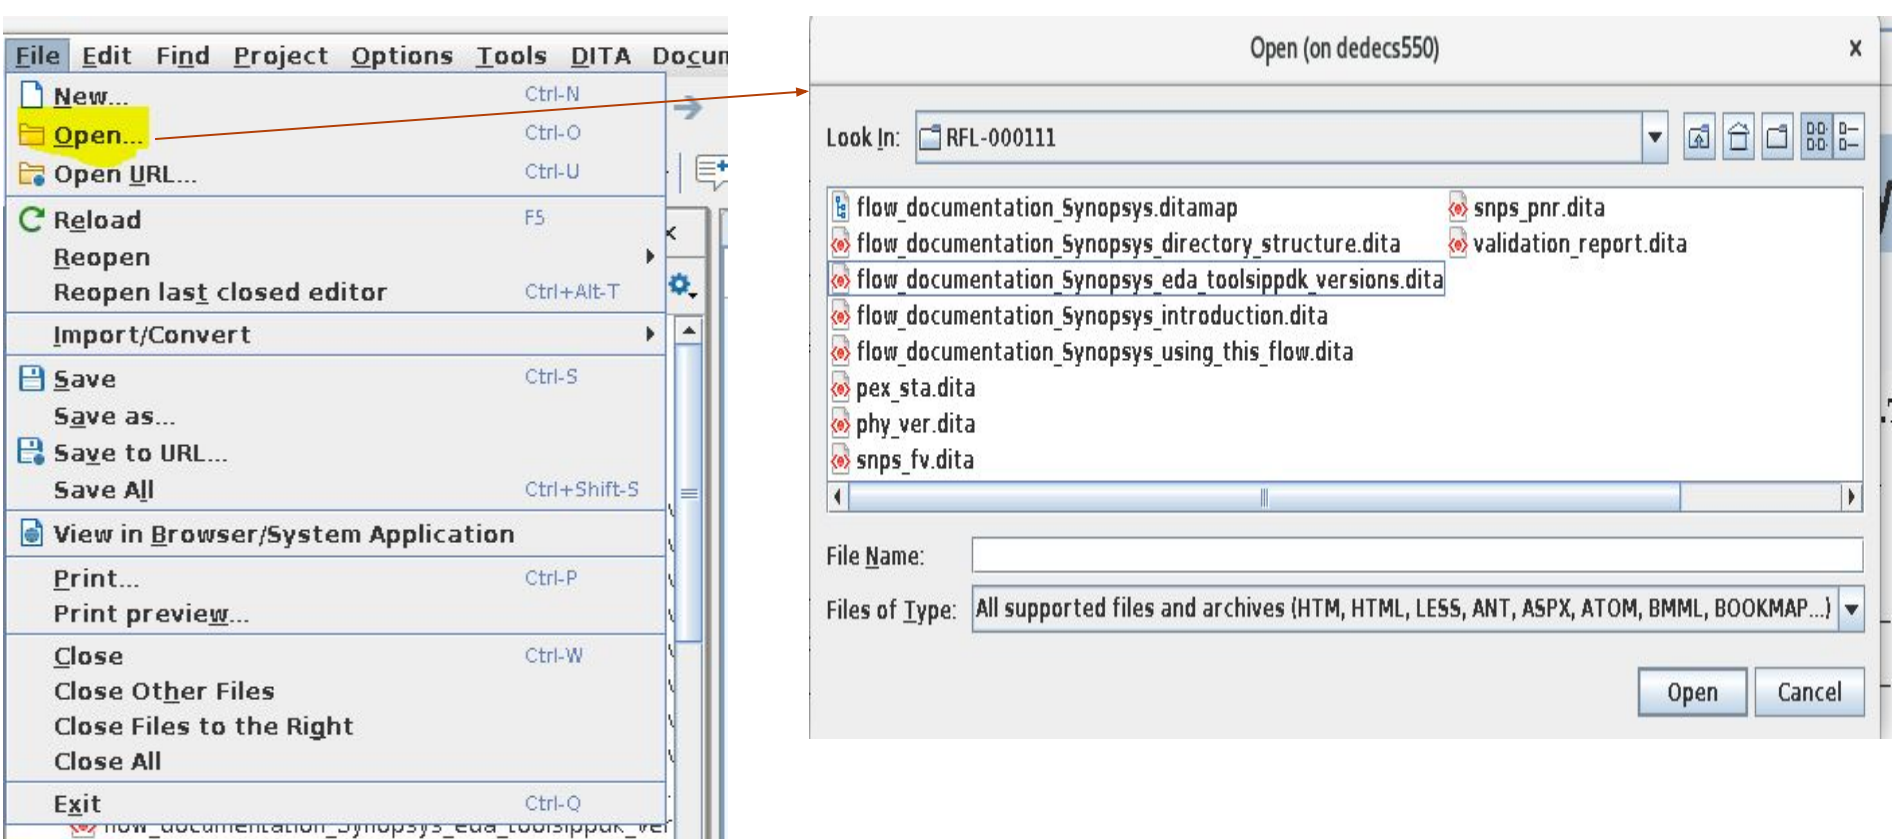 File Edit Find Project Options Tools DITA Docum
New... Ctrl-N
Open... Ctrl-O
Open URL... Ctrl-U
Reload F5
Reopen
Reopen last closed editor Ctrl+Alt-T
Import/Convert
Save Ctrl-S
Save as...
Save to URL...
Save All Ctrl+Shift-S
View in Browser/System Application
Print... Ctrl-P
Print preview...
Close Ctrl-W
Close Other Files
Close Files to the Right
Close All
Exit Ctrl-Q
flow_documentation_Synopsys_eda_toolsippdk_ver
Open (on dedecs550)
Look In: RFL-000111
flow_documentation_Synopsys.ditamap
flow_documentation_Synopsys_directory_structure.dita
flow_documentation_Synopsys_eda_toolsippdk_versions.dita
flow_documentation_Synopsys_introduction.dita
flow_documentation_Synopsys_using_this_flow.dita
pex_sta.dita
phy_ver.dita
snps_fv.dita
snps_pnr.dita
validation_report.dita
File Name:
Files of Type: All supported files and archives (HTM, HTML, LESS, ANT, ASPX, ATOM, BMML, BOOKMAP...)
Open Cancel